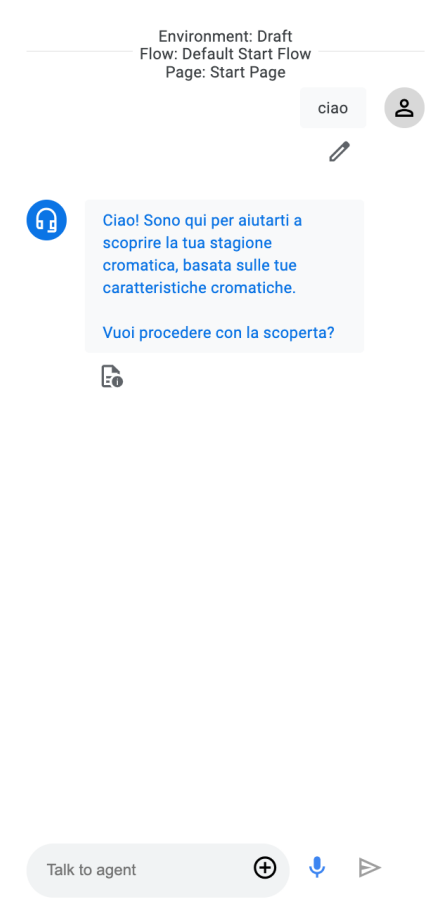 Environment: Draft
Flow: Default Start Flow
Page: Start Page
ciao
Ciao! Sono qui per aiutarti a
scoprire la tua stagione
cromatica, basata sulle tue
caratteristiche cromatiche.
Vuoi procedere con la scoperta?
Talk to agent